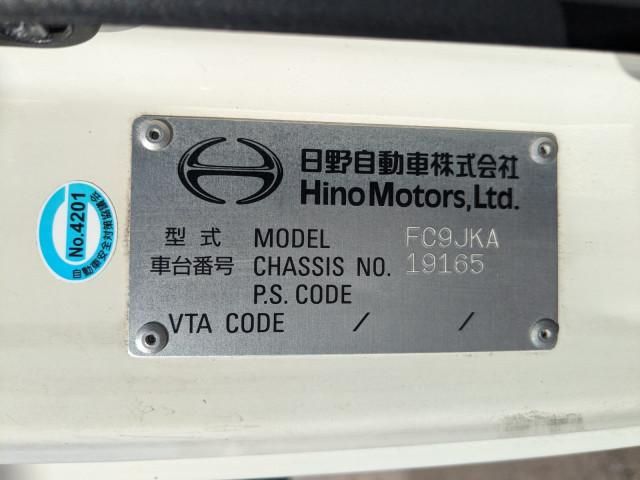 日野自動車株式会社
Hino Motors, Ltd.
型式 MODEL FC9JKA
車台番号 CHASSIS NO. 19165
P.S. CODE
VTA CODE / /
No.4201